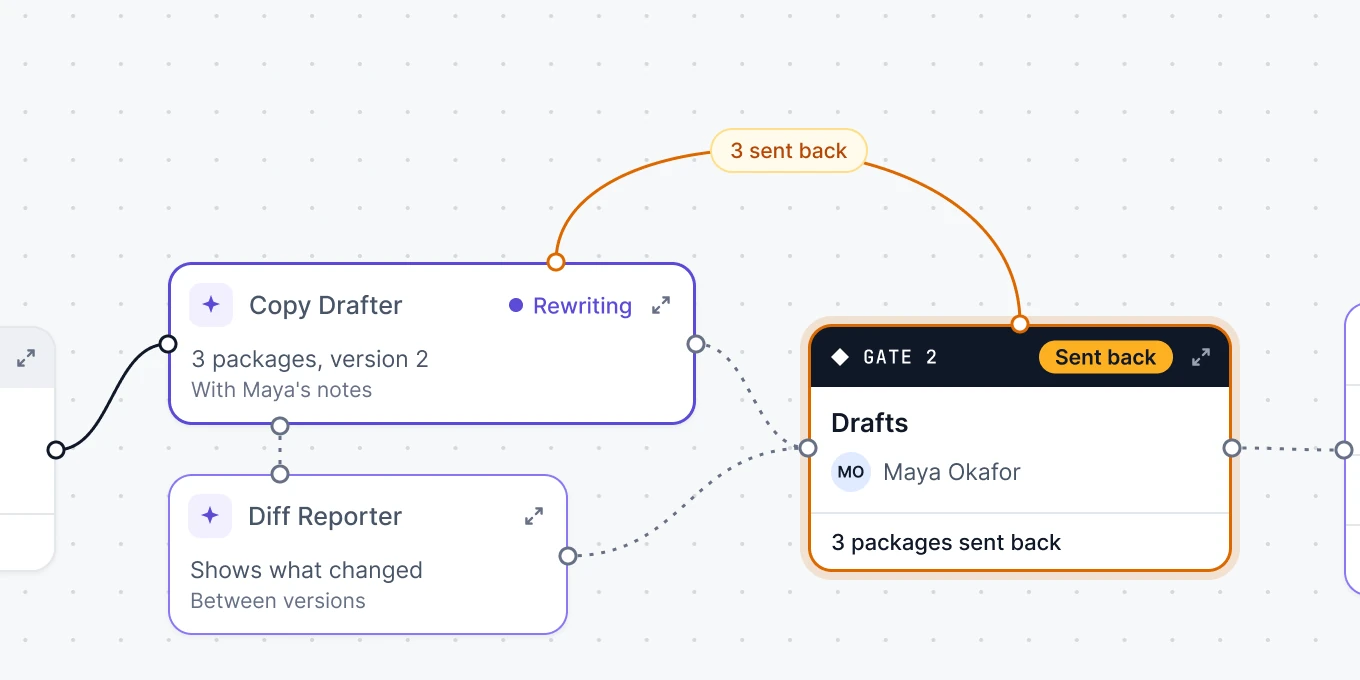 3 sent back
Copy Drafter
Rewriting
3 packages, version 2
With Maya's notes
Diff Reporter
Shows what changed
Between versions
GATE 2
Sent back
Drafts
MO
Maya Okafor
3 packages sent back